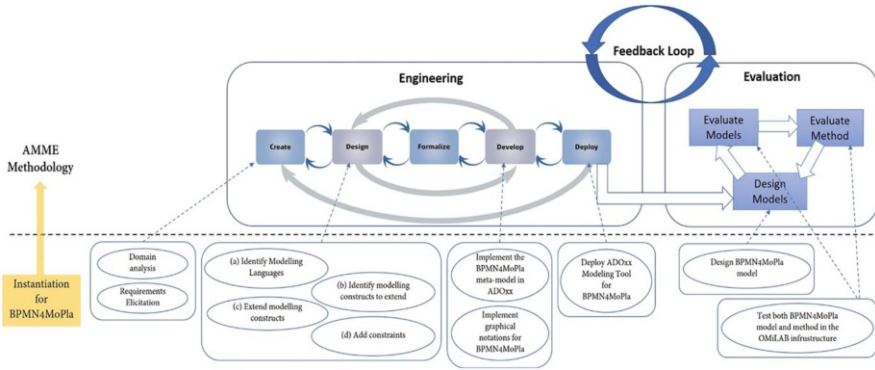 Feedback Loop
Engineering
Evaluation
Create
Design
Formalize
Develop
Deploy
Evaluate
Models
Evaluate
Method
Design
Models
AMME
Methodology
Instantiation
for
BPMN4MoPla
Domain
analysis
Requirements
Elicitation
(a) Identify Modelling
Languages
(b) Identify modelling
constructs to extend
(c) Extend modelling
constructs
(d) Add constraints
Implement the
BPMN4MoPla
meta-model in
ADOxx
Implement
graphical
notations for
BPMN4MoPla
Deploy ADOxx
Modeling Tool
for
BPMN4MoPla
Design BPMN4MoPla
model
Test both BPMN4MoPla
model and method in the
OMiLAB infrustructure